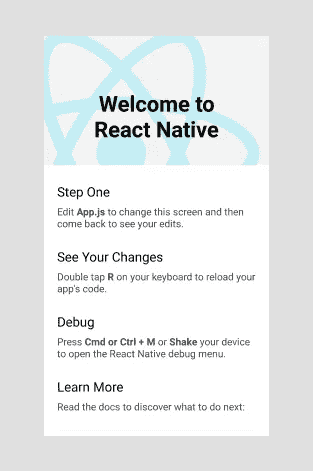 Welcome to
React Native
Step One
Edit App.js to change this screen and then
come back to see your edits.
See Your Changes
Double tap R on your keyboard to reload your
app's code.
Debug
Press Cmd or Ctrl + M or Shake your device
to open the React Native debug menu.
Learn More
Read the docs to discover what to do next: